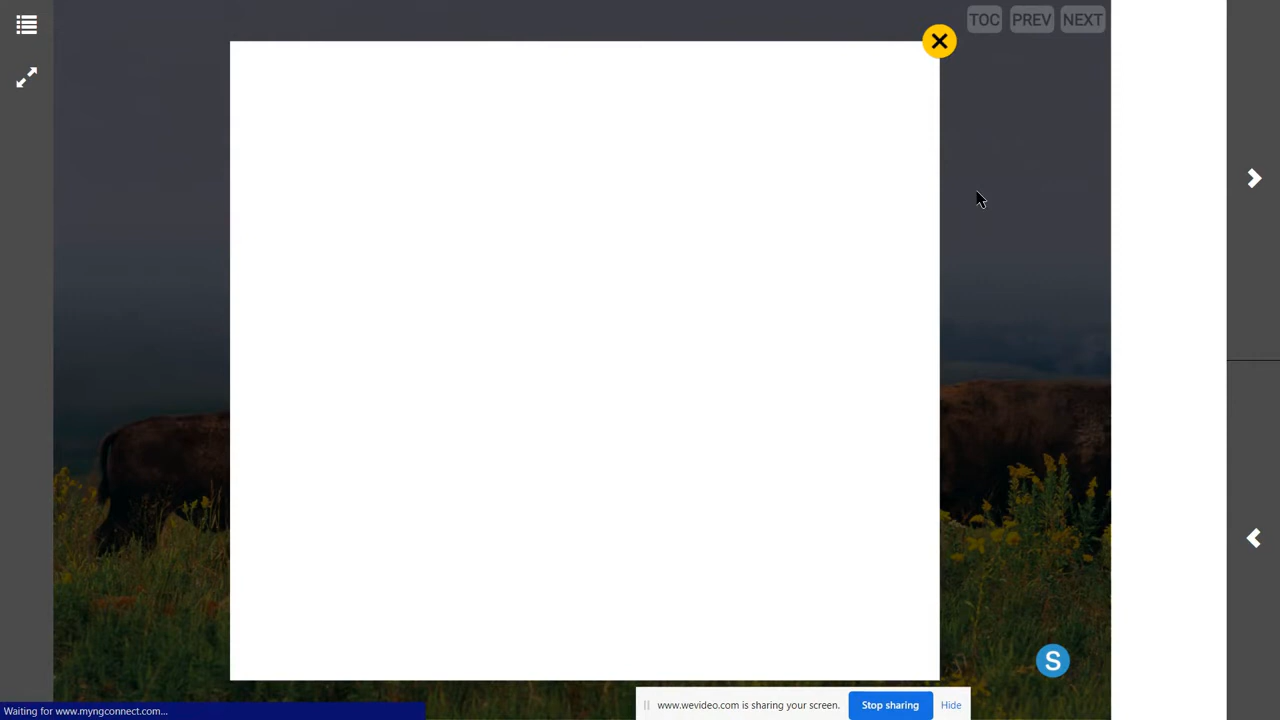 TOC PREV NEXT
S
www.wevideo.com is sharing your screen. Stop sharing Hide
Waiting for www.myngconnect.com...